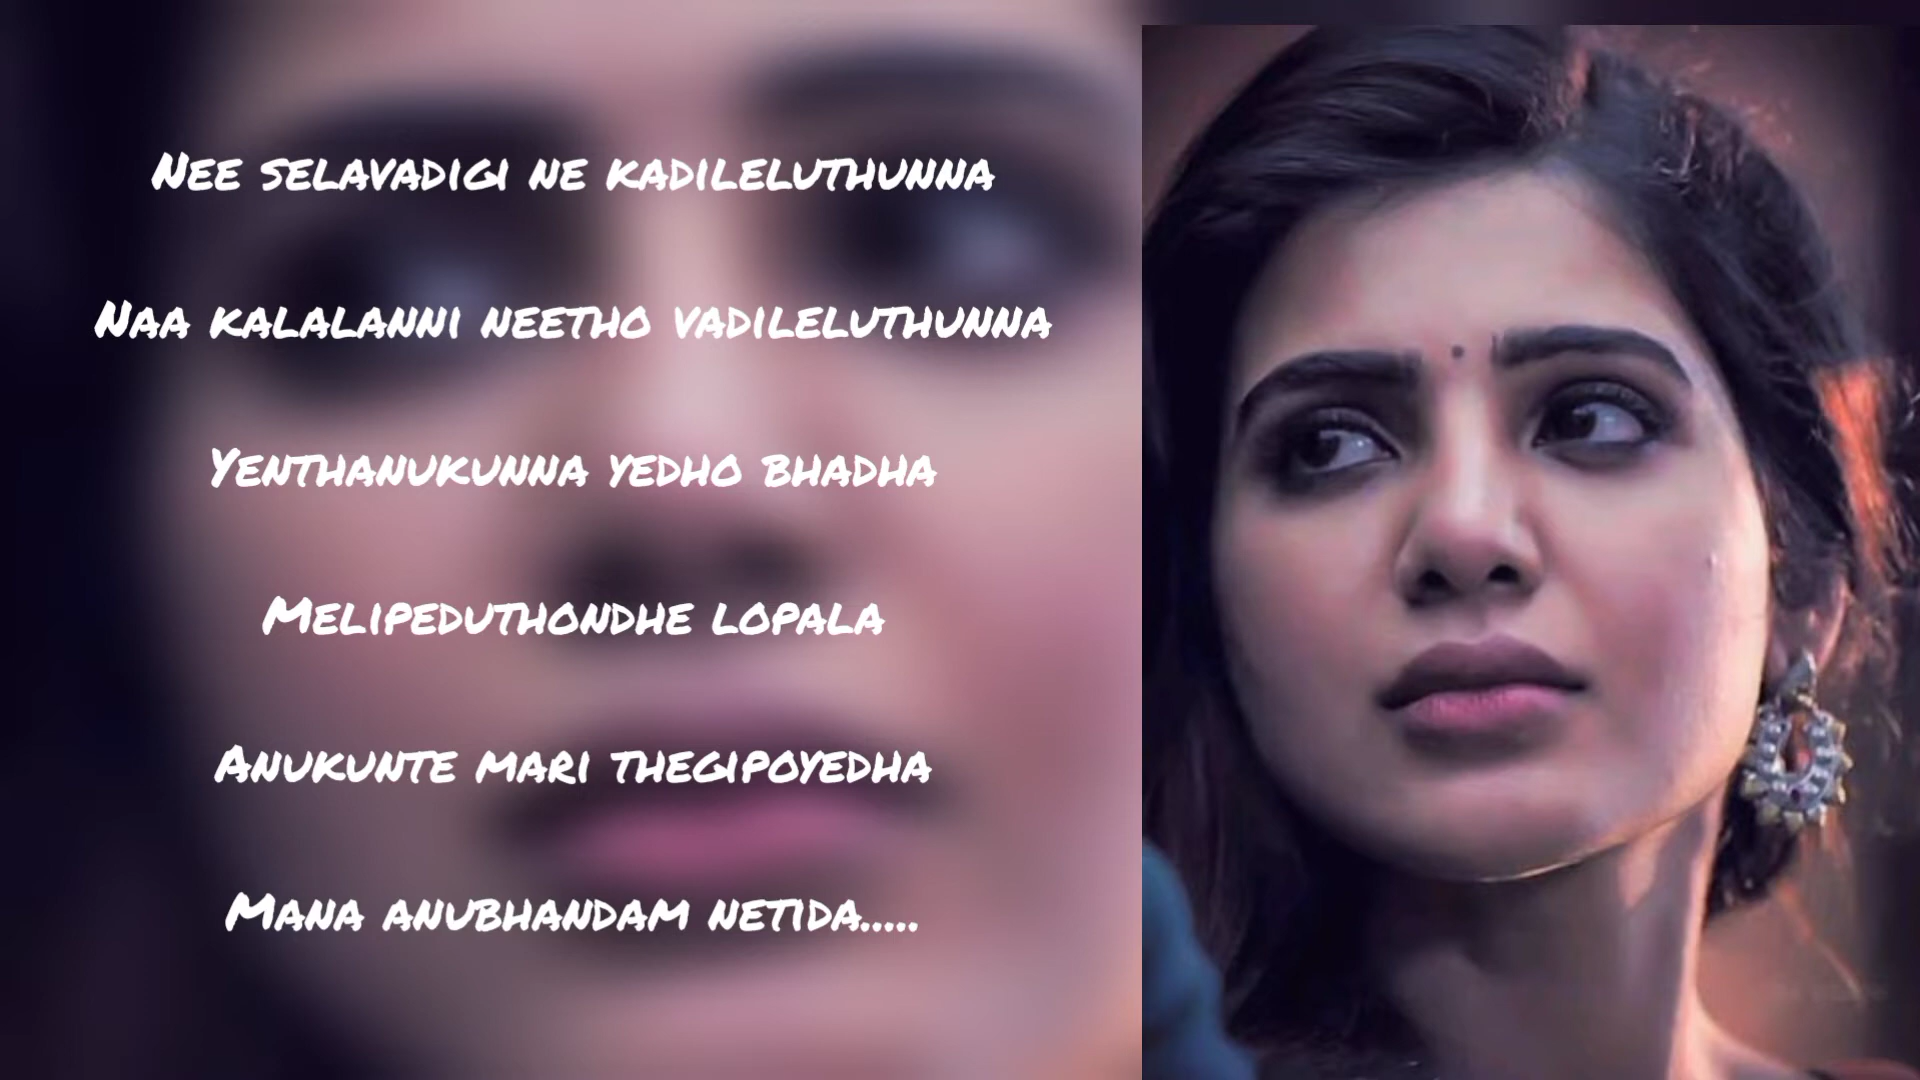 Nee selavadigi ne kadileluthunna
Naa kalalanni neetho vadileluthunna
Yenthanukunna yedho bhadha
Melipeduthondhe lopala
Anukunte mari thegipoyedha
Mana anubhandam netida.....